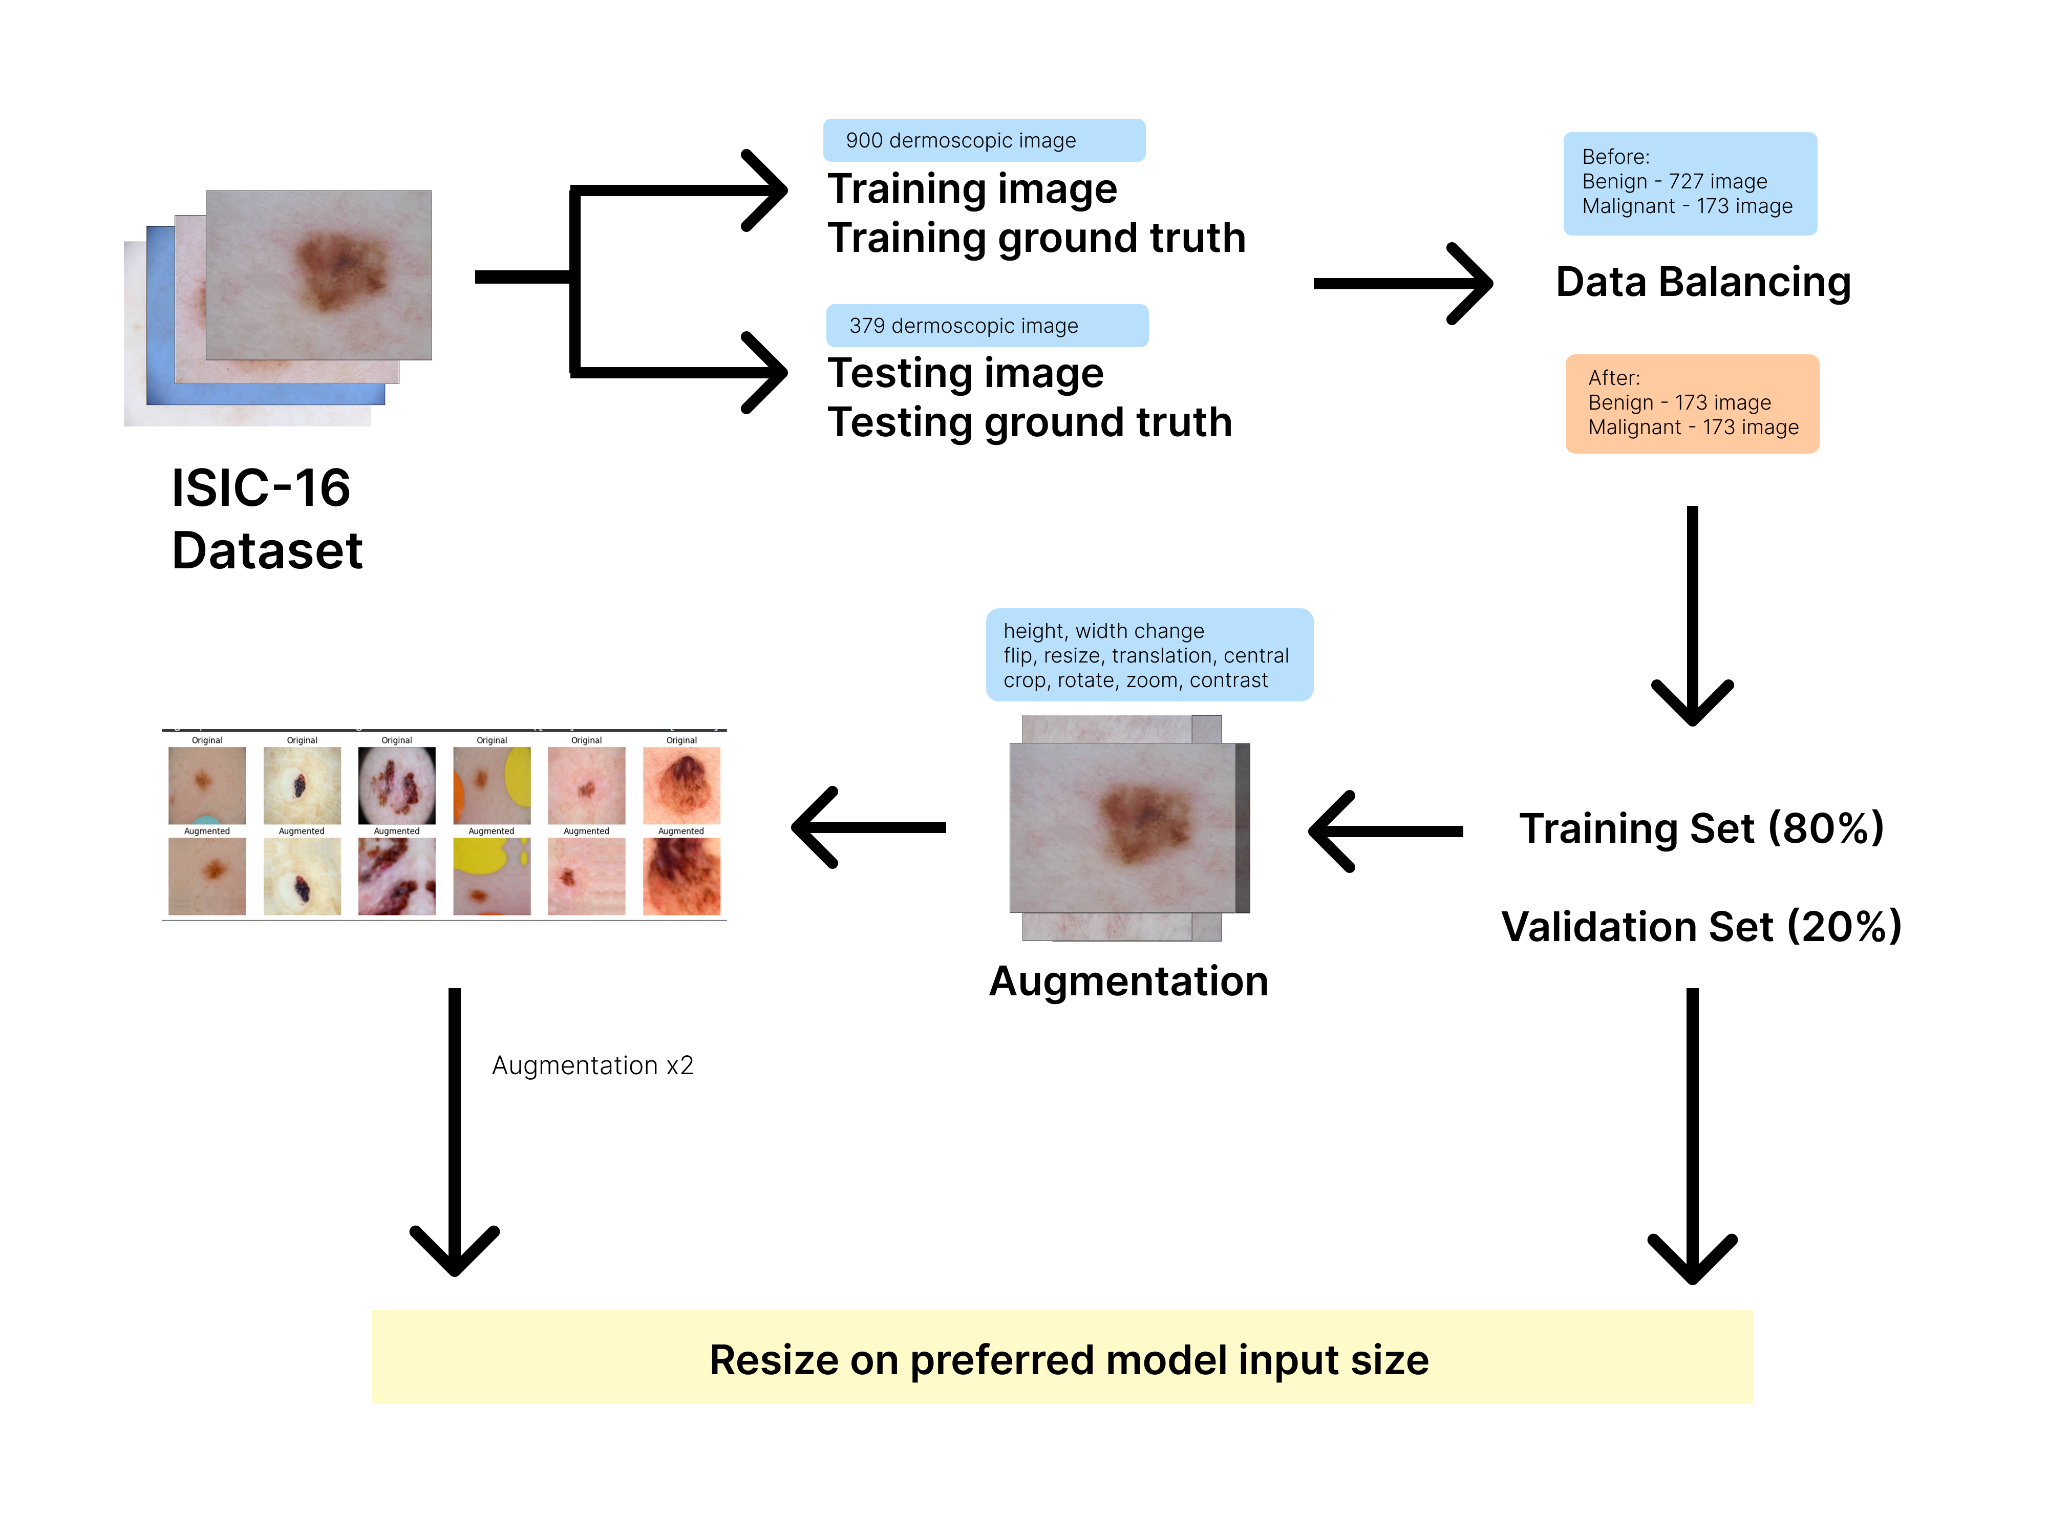 900 dermoscopic image
Training image
Training ground truth
379 dermoscopic image
Testing image
Testing ground truth
Before:
Benign - 727 image
Malignant - 173 image
Data Balancing
After:
Benign - 173 image
Malignant - 173 image
ISIC-16
Dataset
height, width change
flip, resize, translation, central
crop, rotate, zoom, contrast
Original Original Original Original Original Original
Augmented Augmented Augmented Augmented Augmented Augmented
Training Set (80%)
Validation Set (20%)
Augmentation
Augmentation x2
Resize on preferred model input size